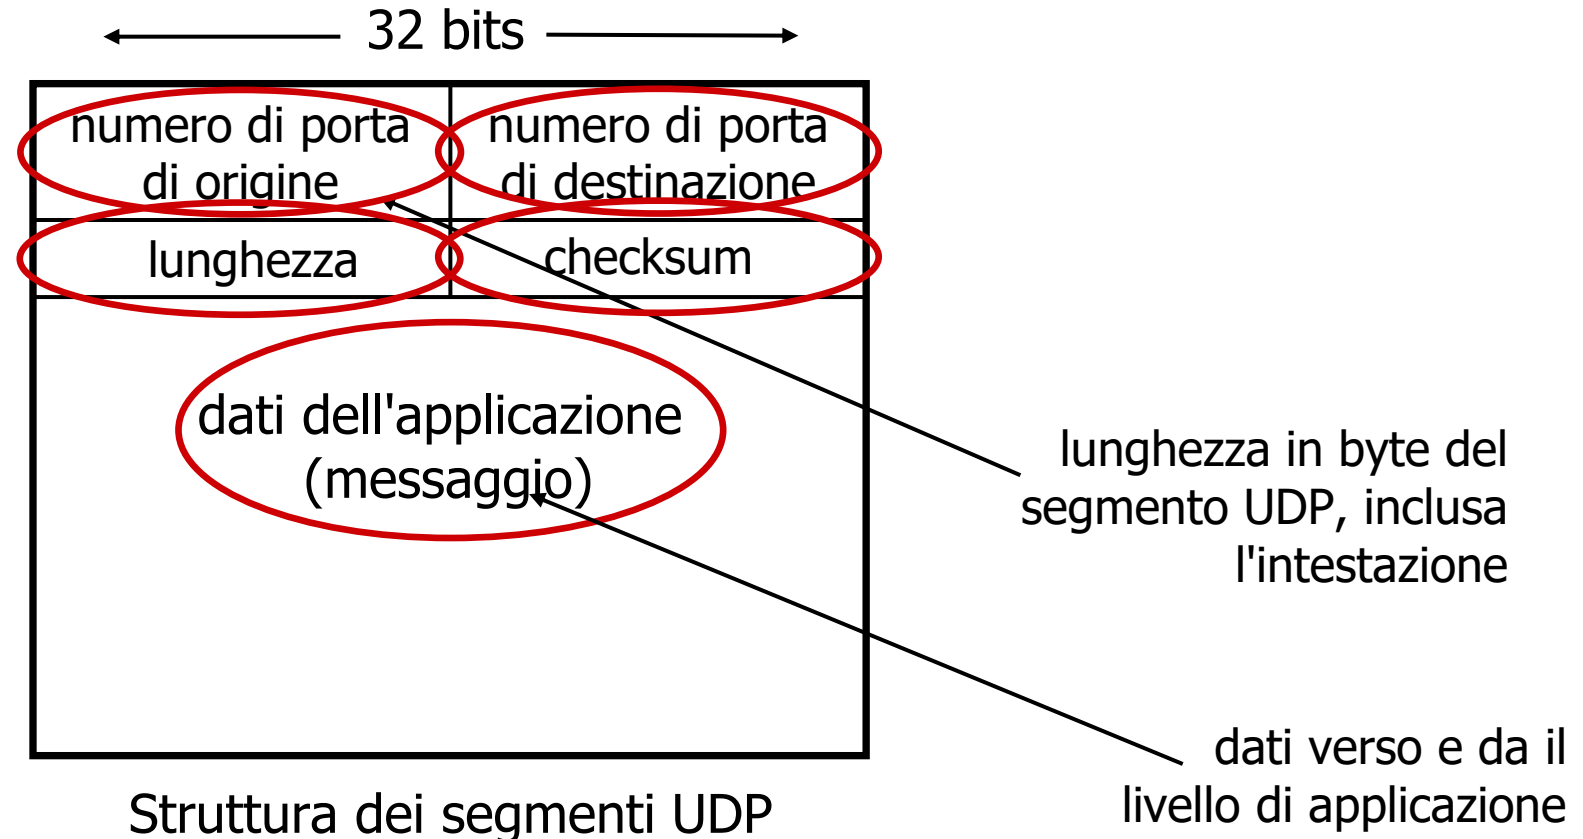 32 bits
numero di porta
di origine
numero di porta
di destinazione
lunghezza
checksum
dati dell'applicazione
(messaggio)
lunghezza in byte del
segmento UDP, inclusa
l'intestazione
dati verso e da il
livello di applicazione
Struttura dei segmenti UDP